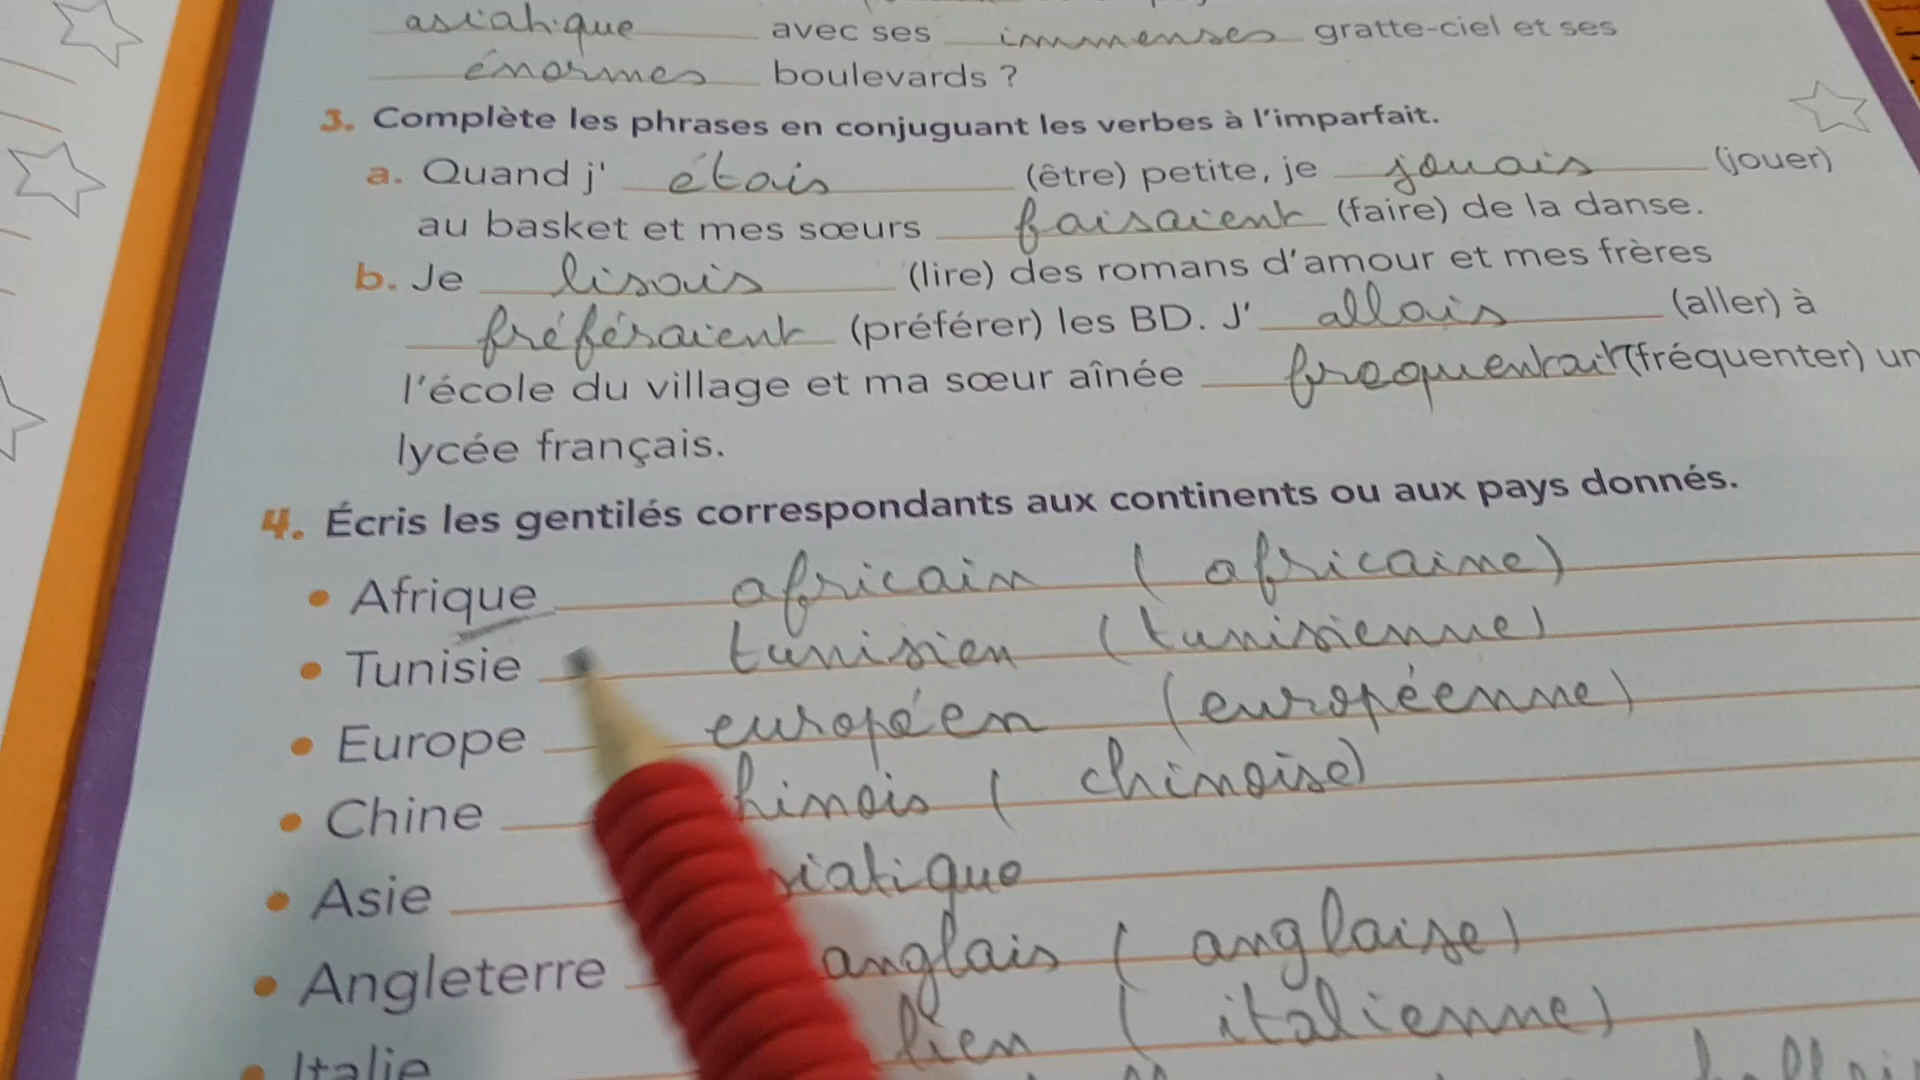 asiatique avec ses immenses gratte-ciel et ses
énormes boulevards ?
3. Complète les phrases en conjuguant les verbes à l'imparfait.
a. Quand j' étais (être) petite, je jouais (jouer)
au basket et mes sœurs faisaient (faire) de la danse.
b. Je lisais (lire) des romans d'amour et mes frères
préféraient (préférer) les BD. J' allais (aller) à
l'école du village et ma sœur aînée frequentait (fréquenter) un
lycée français.
4. Écris les gentilés correspondants aux continents ou aux pays donnés.
• Afrique africain ( africaine)
• Tunisie tunisien (tunisienne)
• Europe européen (européenne)
• Chine hinois ( chinoise)
• Asie siatique
• Angleterre anglais ( anglaise)
• Italie lien ( italienne)